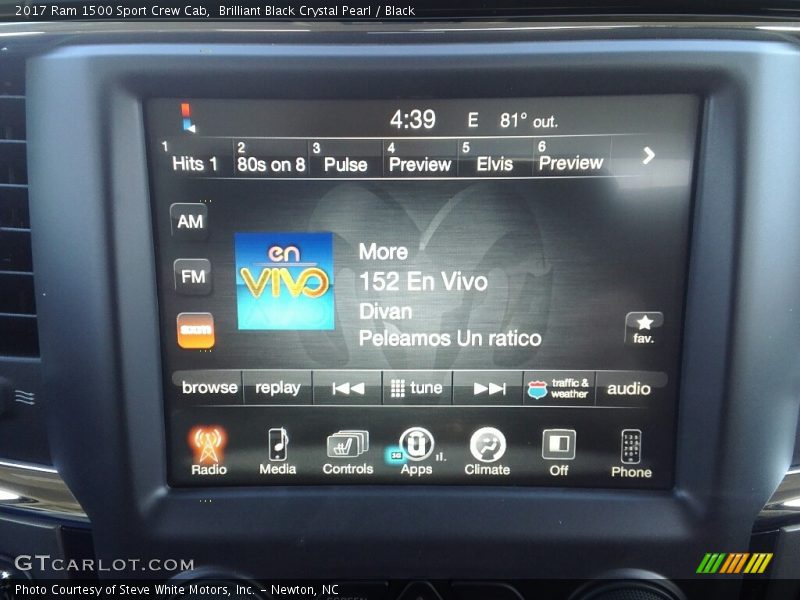 2017 Ram 1500 Sport Crew Cab,  Brilliant Black Crystal Pearl / Black
4:39 E 81° out.
1 Hits 1 2 80s on 8 3 Pulse 4 Preview 5 Elvis 6 Preview
AM
FM
sxm
en
VIVO
More
152 En Vivo
Divan
Peleamos Un ratico
fav.
browse replay tune traffic & weather audio
Radio Media Controls 3G Apps Climate Off Phone
GTCARLOT.COM
Photo Courtesy of Steve White Motors, Inc. – Newton, NC